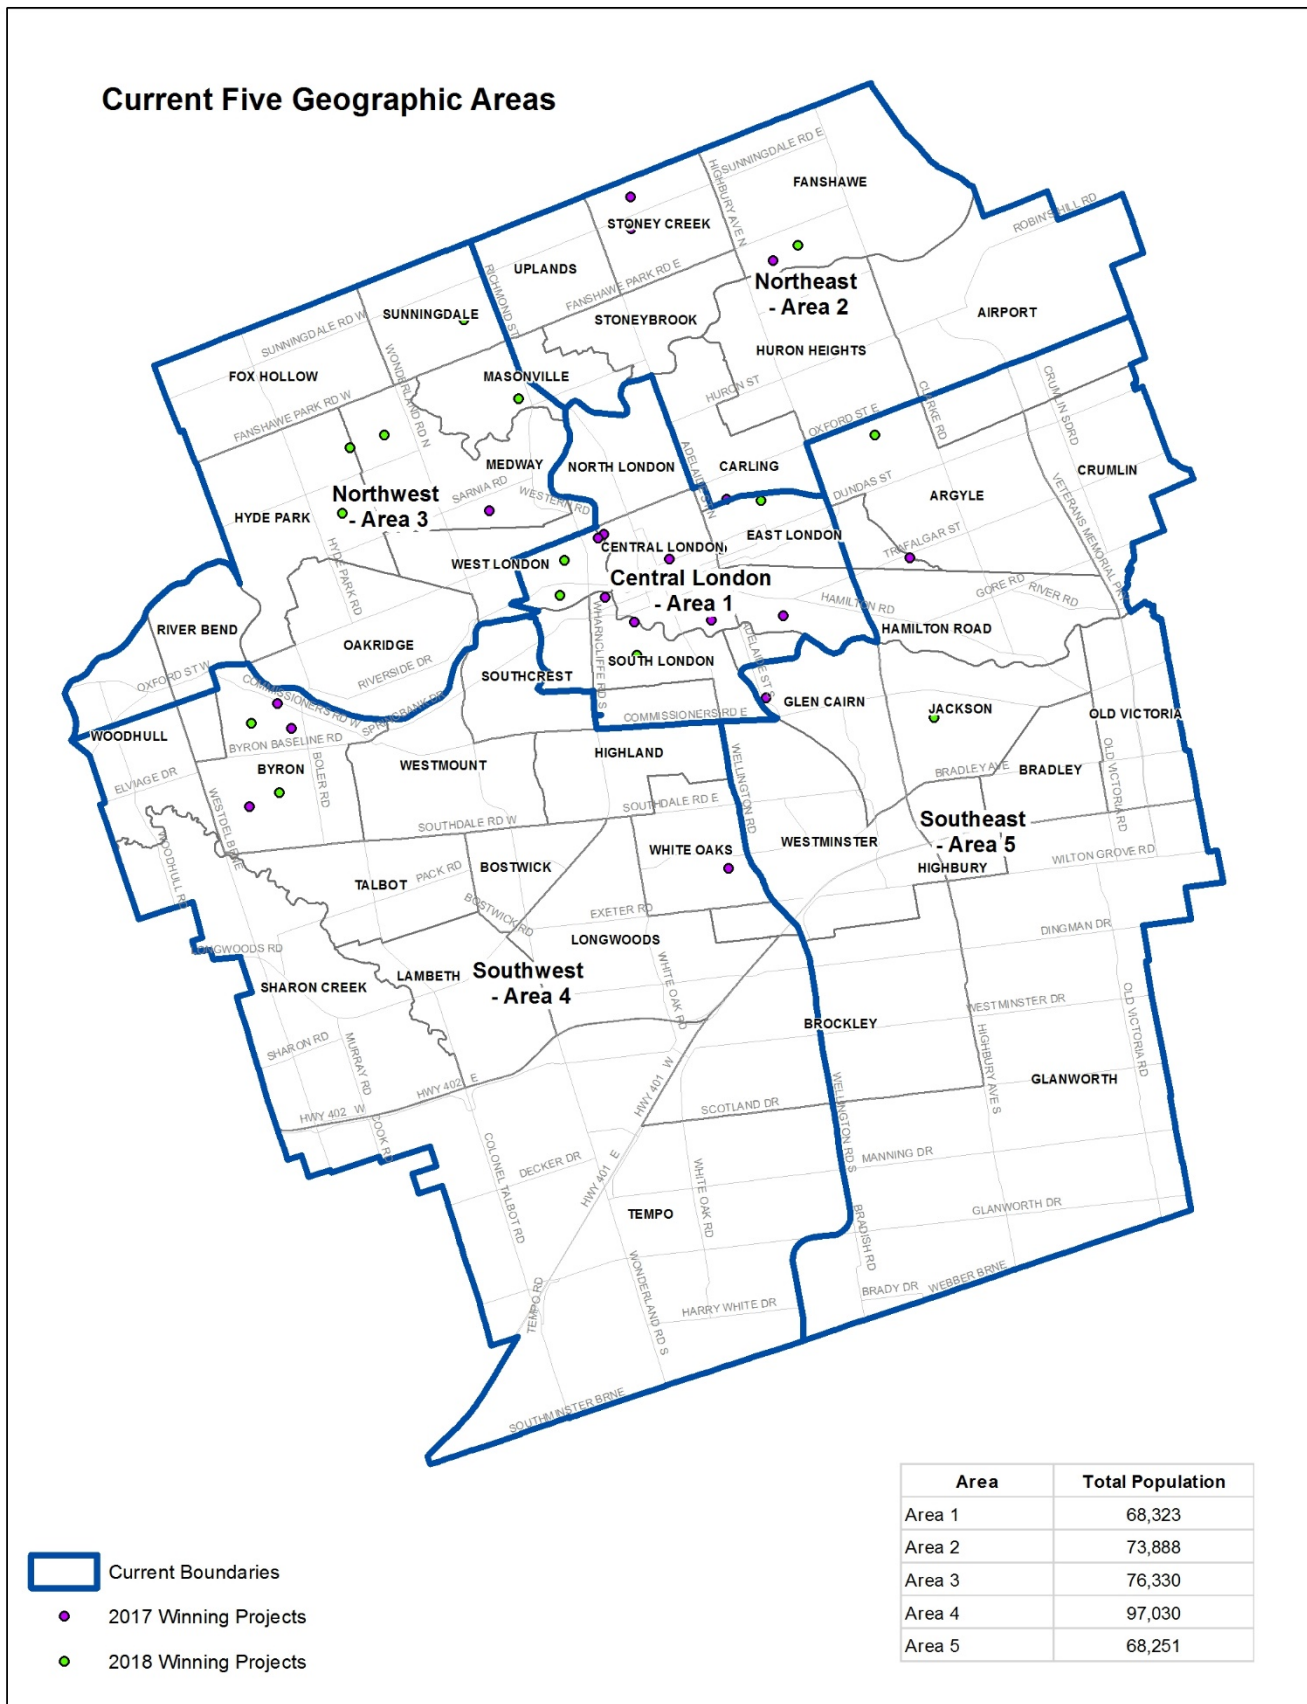 Current Five Geographic Areas
SUNNINGDALE RD E
HIGHBURY AVE N
FANSHAWE
STONEY CREEK
ROBIN'S HILL RD
UPLANDS
RICHMOND ST
FANSHAWE PARK RD E
Northeast
- Area 2
SUNNINGDALE
SUNNINGDALE RD W
STONEYBROOK
AIRPORT
HURON HEIGHTS
FOX HOLLOW
WONDERLAND RD N
MASONVILLE
HURON ST
CLARKE RD
CRUMLIN SDRD
FANSHAWE PARK RD W
OXFORD ST E
MEDWAY
NORTH LONDON
ADELAIDE ST N
CARLING
CRUMLIN
Northwest
- Area 3
SARNIA RD
WESTERN RD
DUNDAS ST
ARGYLE
VETERANS MEMORIAL PKY
HYDE PARK
HYDE PARK RD
EAST LONDON
TRAFALGAR ST
CENTRAL LONDON
WEST LONDON
Central London
- Area 1
GORE RD
RIVER RD
HAMILTON RD
WHARNCLIFFE RD S
RIVER BEND
OAKRIDGE
HAMILTON ROAD
ADELAIDE ST S
OXFORD ST W
RIVERSIDE DR
SOUTHCREST
SOUTH LONDON
COMMISSIONERS RD W
SPRINGBANK DR
GLEN CAIRN
JACKSON
OLD VICTORIA
COMMISSIONERS RD E
WOODHULL
BYRON BASELINE RD
HIGHLAND
WELLINGTON RD
OLD VICTORIA RD
ELVIAGE DR
BYRON
BOLER RD
WESTMOUNT
BRADLEY AVE
BRADLEY
WESTDEL BRNE
SOUTHDALE RD E
SOUTHDALE RD W
Southeast
- Area 5
WOODHULL RD
WHITE OAKS
WESTMINSTER
WILTON GROVE RD
BOSTWICK
HIGHBURY
TALBOT
PACK RD
BOSTWICK RD
EXETER RD
DINGMAN DR
LONGWOODS RD
LONGWOODS
LAMBETH
Southwest
- Area 4
WHITE OAK RD
SHARON CREEK
WESTMINSTER DR
OLD VICTORIA RD
BROCKLEY
SHARON RD
MURRAY RD
HIGHBURY AVE S
HWY 401 W
GLANWORTH
HWY 402 E
WELLINGTON RD S
SCOTLAND DR
HWY 402 W
COOK RD
COLONEL TALBOT RD
DECKER DR
HWY 401 E
MANNING DR
WHITE OAK RD
TEMPO
GLANWORTH DR
BRADISH RD
WONDERLAND RD S
TEMPO RD
BRADY DR
WEBBER BRNE
HARRY WHITE DR
SOUTHMINSTER BRNE
Area Total Population
Area 1 68,323
Area 2 73,888
Area 3 76,330
Area 4 97,030
Area 5 68,251
Current Boundaries
2017 Winning Projects
2018 Winning Projects